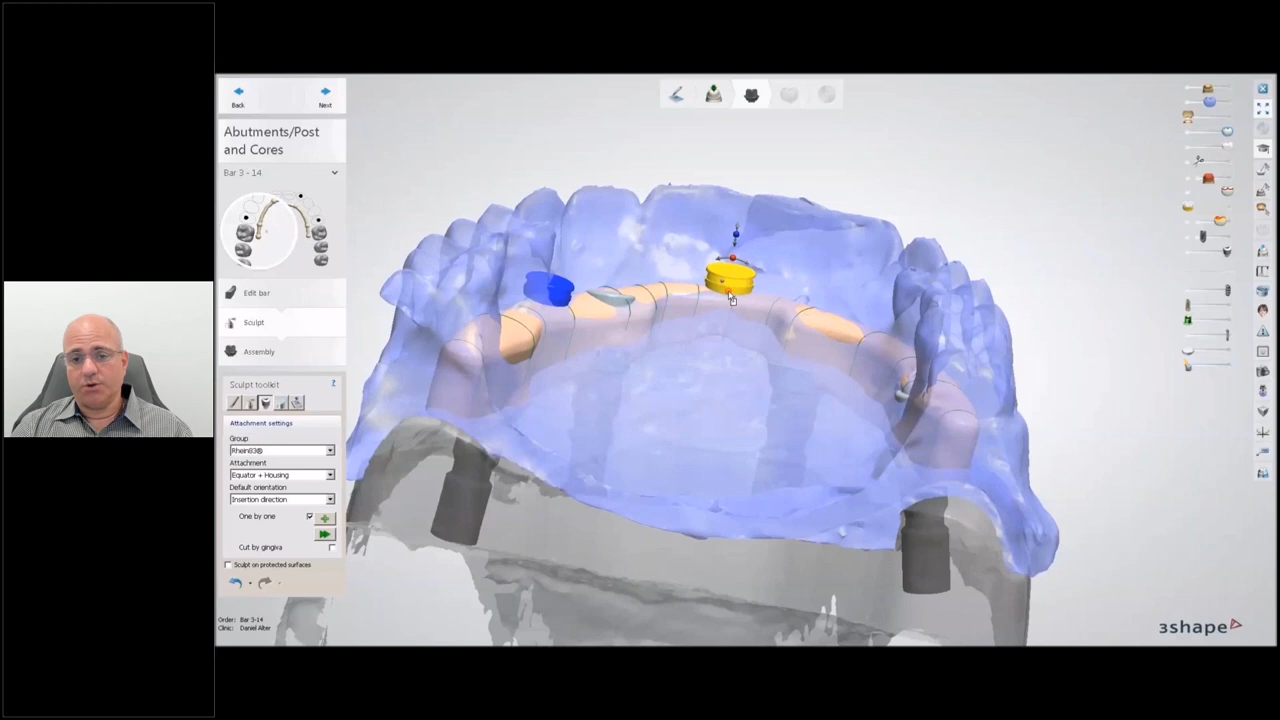 Back
Next
Abutments/Post
and Cores
Bar 3 - 14
Edit bar
Sculpt
Assembly
Sculpt toolkit
?
Attachment settings
Group
Rhein83®
Attachment
Equator + Housing
Default orientation
Insertion direction
One by one
Cut by gingiva
Sculpt on protected surfaces
Order: Bar 3-14
Clinic: Daniel Alter
3shape